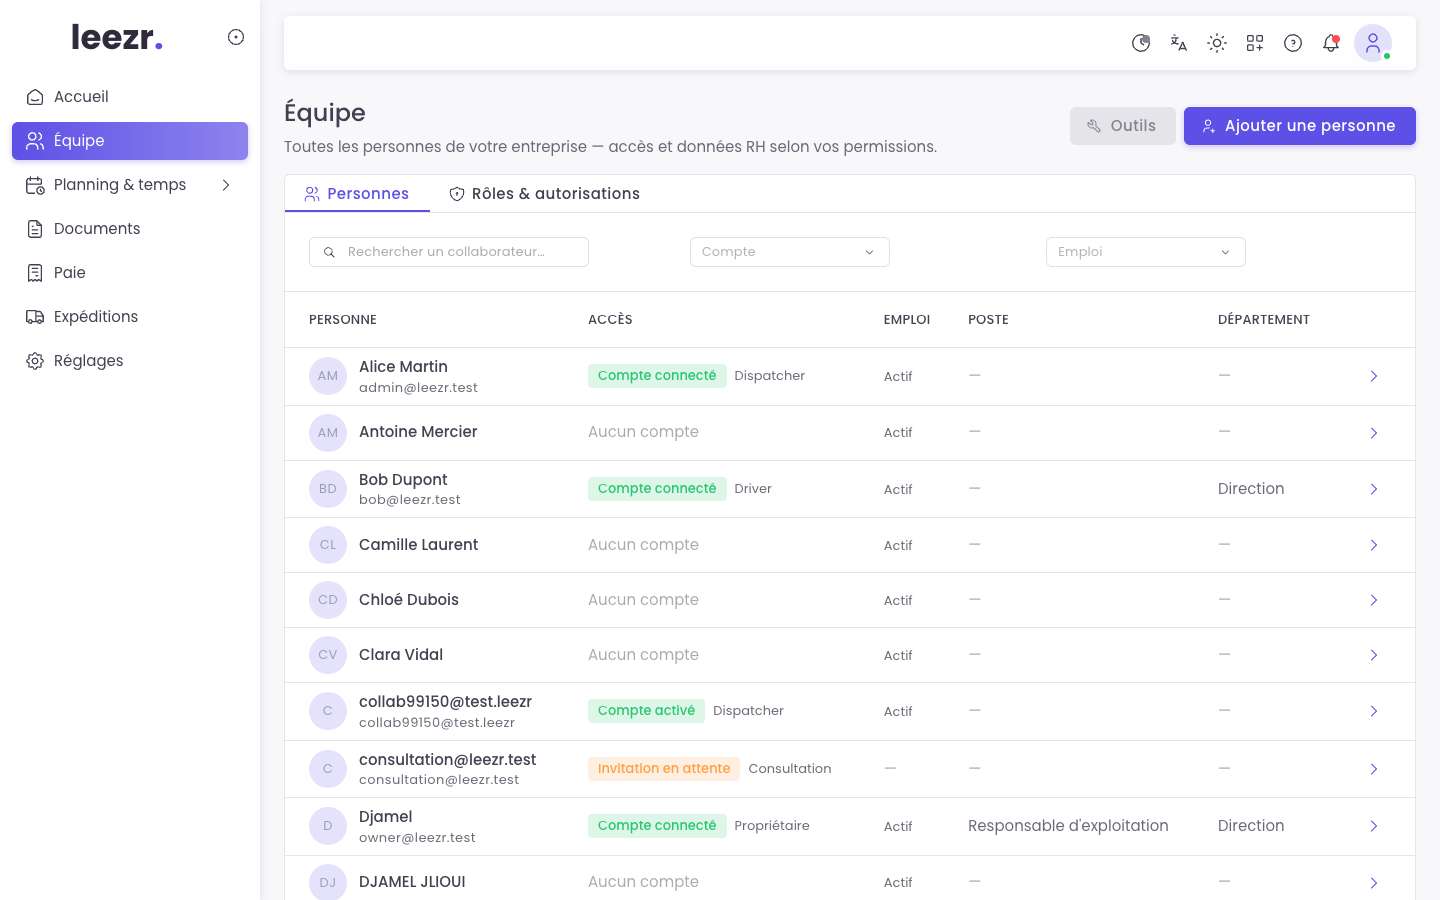 leezr.
Accueil
Équipe
Planning & temps
Documents
Paie
Expéditions
Réglages
Équipe
Toutes les personnes de votre entreprise — accès et données RH selon vos permissions.
Outils
Ajouter une personne
Personnes
Rôles & autorisations
Rechercher un collaborateur...
Compte
Emploi
PERSONNE ACCÈS EMPLOI POSTE DÉPARTEMENT
AM Alice Martin Compte connecté Dispatcher Actif — —
admin@leezr.test
AM Antoine Mercier Aucun compte Actif — —
BD Bob Dupont Compte connecté Driver Actif — Direction
bob@leezr.test
CL Camille Laurent Aucun compte Actif — —
CD Chloé Dubois Aucun compte Actif — —
CV Clara Vidal Aucun compte Actif — —
C collab99150@test.leezr Compte activé Dispatcher Actif — —
collab99150@test.leezr
C consultation@leezr.test Invitation en attente Consultation — — —
consultation@leezr.test
D Djamel Compte connecté Propriétaire Actif Responsable d'exploitation Direction
owner@leezr.test
DJ DJAMEL JLIOUI Aucun compte Actif — —